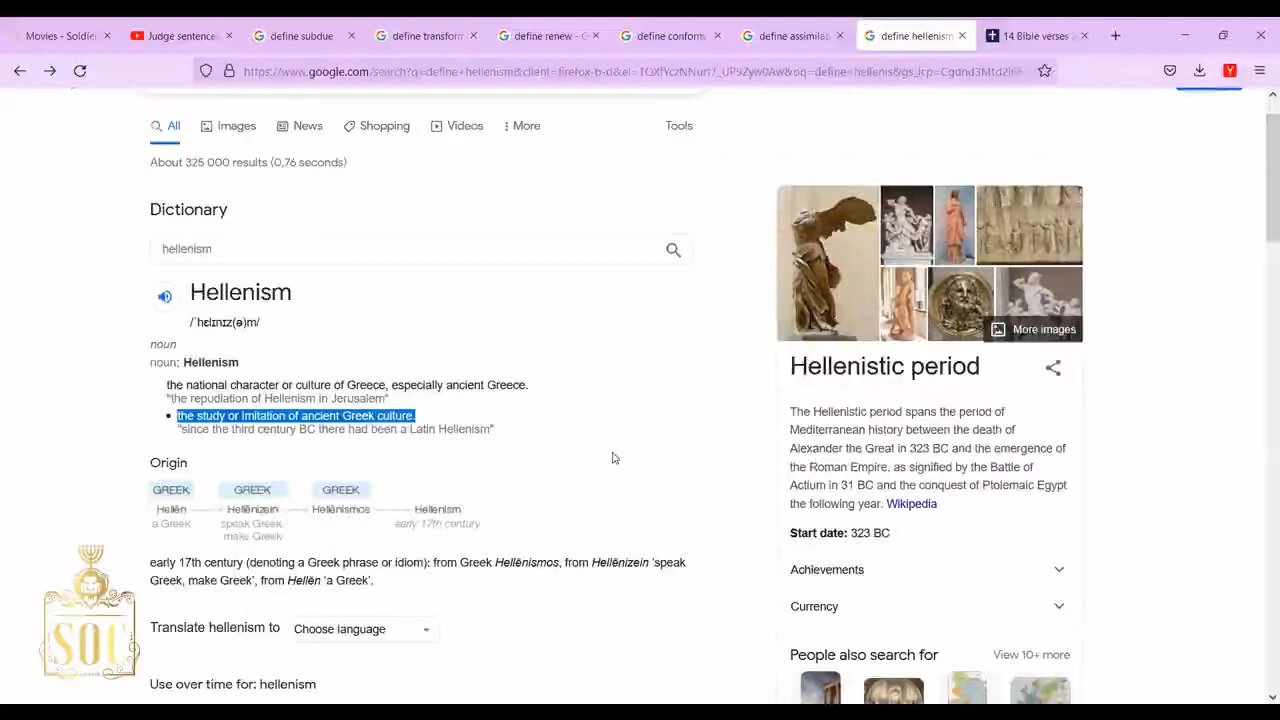 Movies - Soldie
Judge sentence
define subdue
define transform
define renew - G
define conform
define assimilat
define hellenism
14 Bible verses
All
Images
News
Shopping
Videos
More
Tools
About 325 000 results (0,76 seconds)
Dictionary
hellenism
Hellenism
/ˈhɛlɪnɪz(ə)m/
noun
noun: Hellenism
the national character or culture of Greece, especially ancient Greece.
"the repudiation of Hellenism in Jerusalem"
• the study or imitation of ancient Greek culture.
"since the third century BC there had been a Latin Hellenism"
Origin
GREEK GREEK GREEK
Hellēn Hellēnizein Hellēnismos Hellenism
a Greek speak Greek, early 17th century
make Greek
early 17th century (denoting a Greek phrase or idiom): from Greek Hellēnismos, from Hellēnizein 'speak
Greek, make Greek', from Hellēn 'a Greek'.
Translate hellenism to Choose language
Use over time for: hellenism
More images
Hellenistic period
The Hellenistic period spans the period of
Mediterranean history between the death of
Alexander the Great in 323 BC and the emergence of
the Roman Empire, as signified by the Battle of
Actium in 31 BC and the conquest of Ptolemaic Egypt
the following year. Wikipedia
Start date: 323 BC
Achievements
Currency
People also search for View 10+ more
SOC